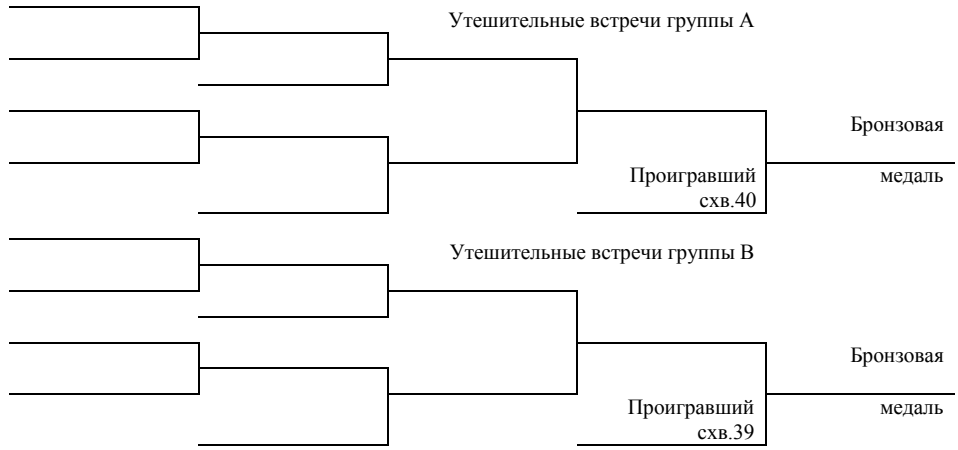 Утешительные встречи группы А
Бронзовая
Проигравший
медаль
схв.40
Утешительные встречи группы В
Бронзовая
Проигравший
медаль
схв.39